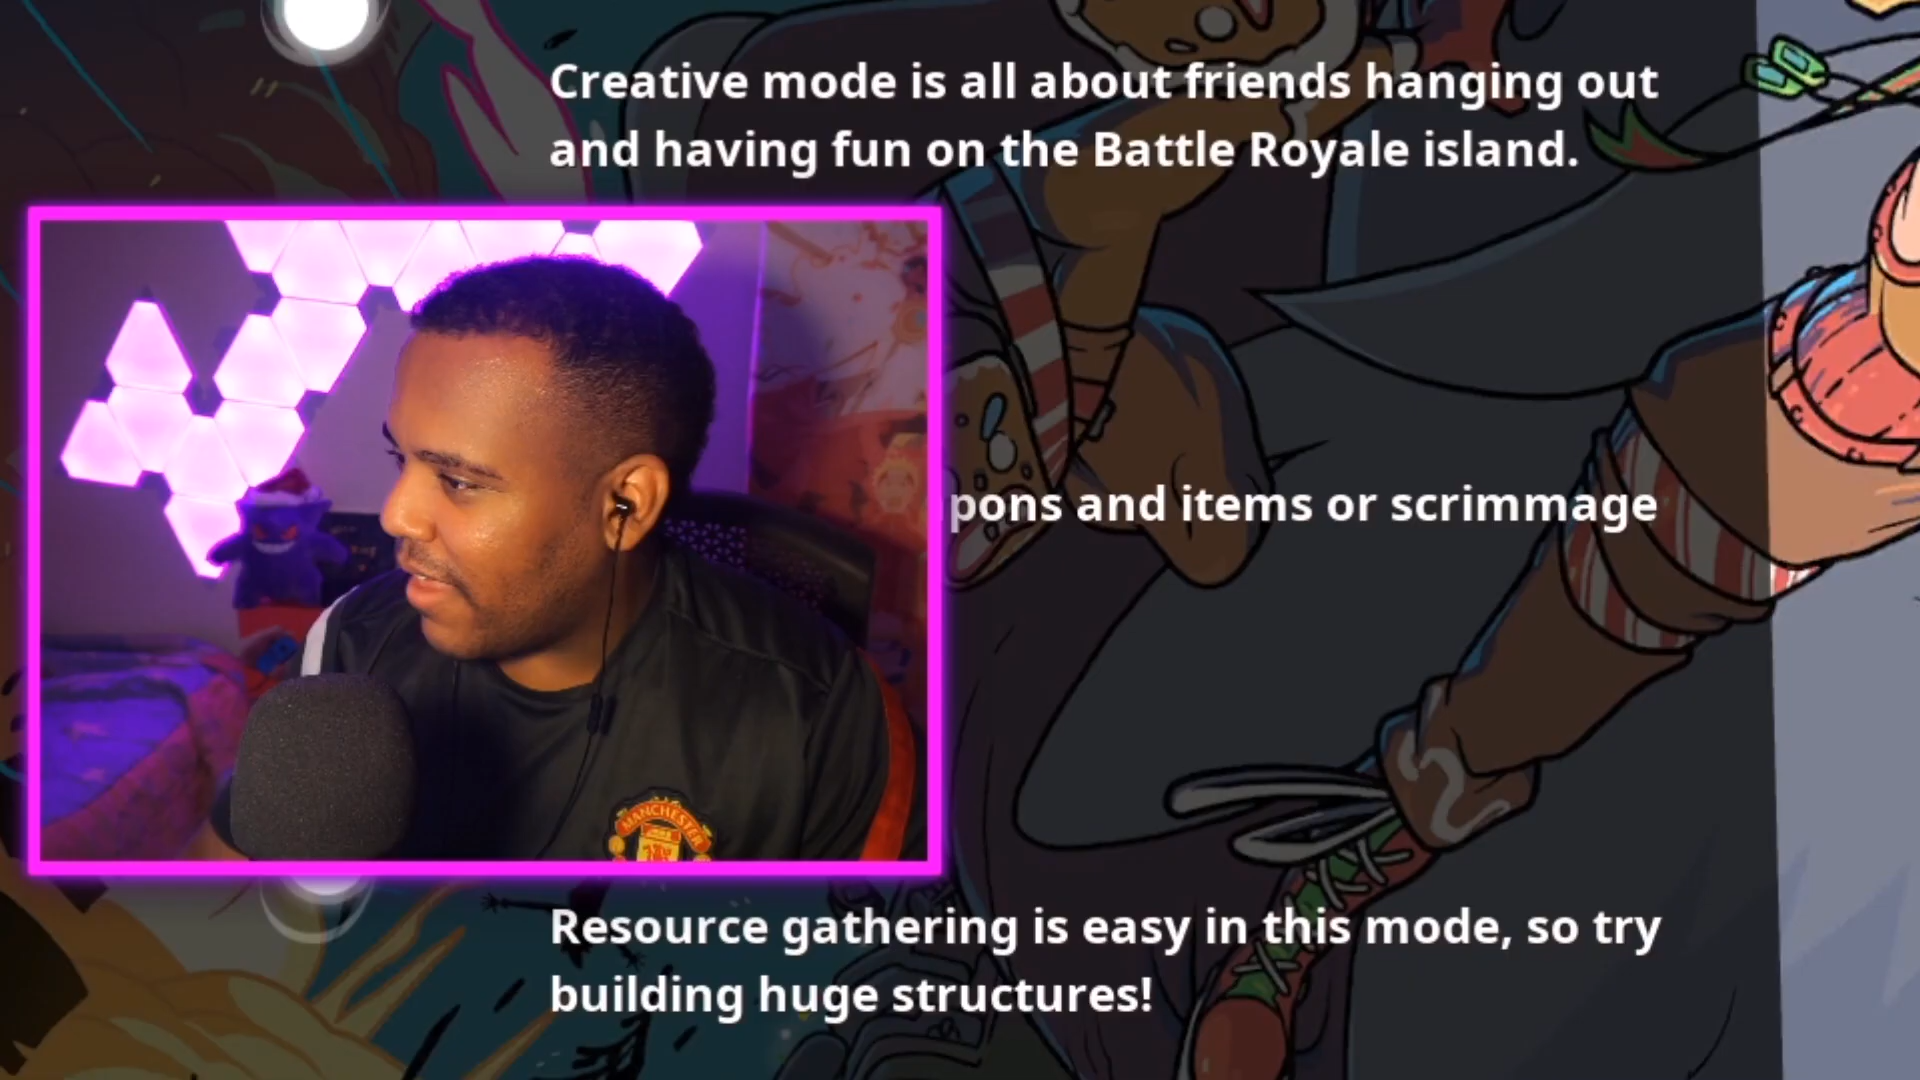 Creative mode is all about friends hanging out
and having fun on the Battle Royale island.
pons and items or scrimmage
MANCHESTER
Resource gathering is easy in this mode, so try
building huge structures!